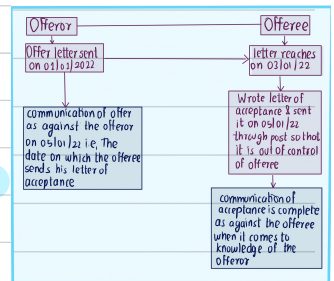 Offeror
Offeree
Offer letter sent
on 01/01/2022
letter reaches
on 03/01/22
communication of offer
as against the offeror
on 05/01/22 i.e, The
date on which the offeree
sends his letter of
acceptance
Wrote letter of
acceptance & sent
it on 05/01/22
through post so that
it is out of control
of offeree
communication of
acceptance is complete
as against the offeree
when it comes to
knowledge of the
offeror